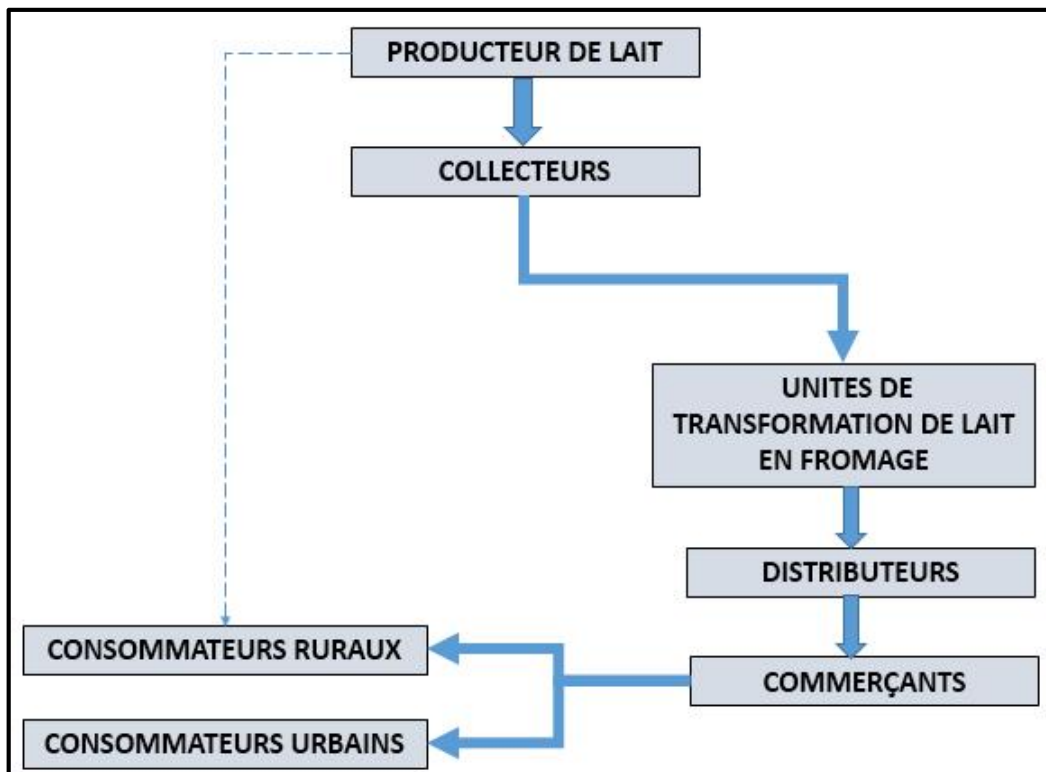 PRODUCTEUR DE LAIT
COLLECTEURS
UNITES DE
TRANSFORMATION DE LAIT
EN FROMAGE
DISTRIBUTEURS
CONSOMMATEURS RURAUX
COMMERÇANTS
CONSOMMATEURS URBAINS